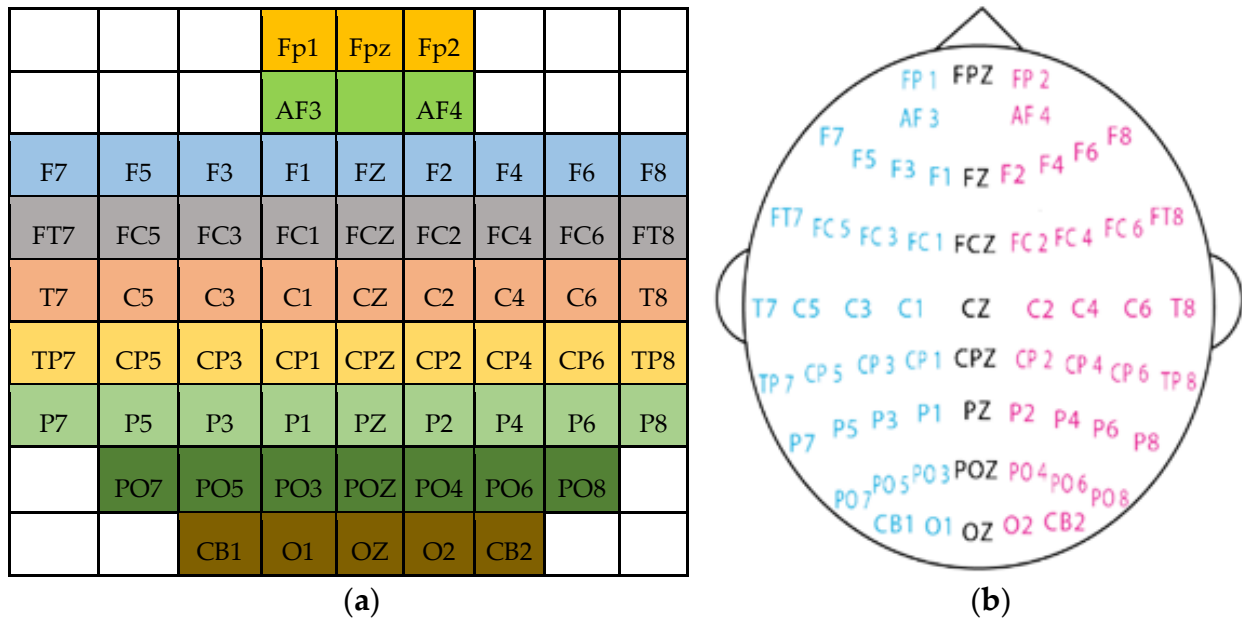 Fp1 Fpz Fp2
AF3 AF4
F7 F5 F3 F1 FZ F2 F4 F6 F8
FT7 FC5 FC3 FC1 FCZ FC2 FC4 FC6 FT8
T7 C5 C3 C1 CZ C2 C4 C6 T8
TP7 CP5 CP3 CP1 CPZ CP2 CP4 CP6 TP8
P7 P5 P3 P1 PZ P2 P4 P6 P8
PO7 PO5 PO3 POZ PO4 PO6 PO8
CB1 O1 OZ O2 CB2
(a)
FP 1 FPZ FP 2
AF 3 AF 4
F7 F5 F3 F1 FZ F2 F4 F6 F8
FT7 FC 5 FC 3 FC 1 FCZ FC 2 FC 4 FC 6 FT8
T7 C5 C3 C1 CZ C2 C4 C6 T8
TP 7 CP 5 CP 3 CP 1 CPZ CP 2 CP 4 CP 6 TP 8
P7 P5 P3 P1 PZ P2 P4 P6 P8
PO 7 PO 5 PO 3 POZ PO 4 PO 6 PO 8
CB1 O1 OZ O2 CB2
(b)